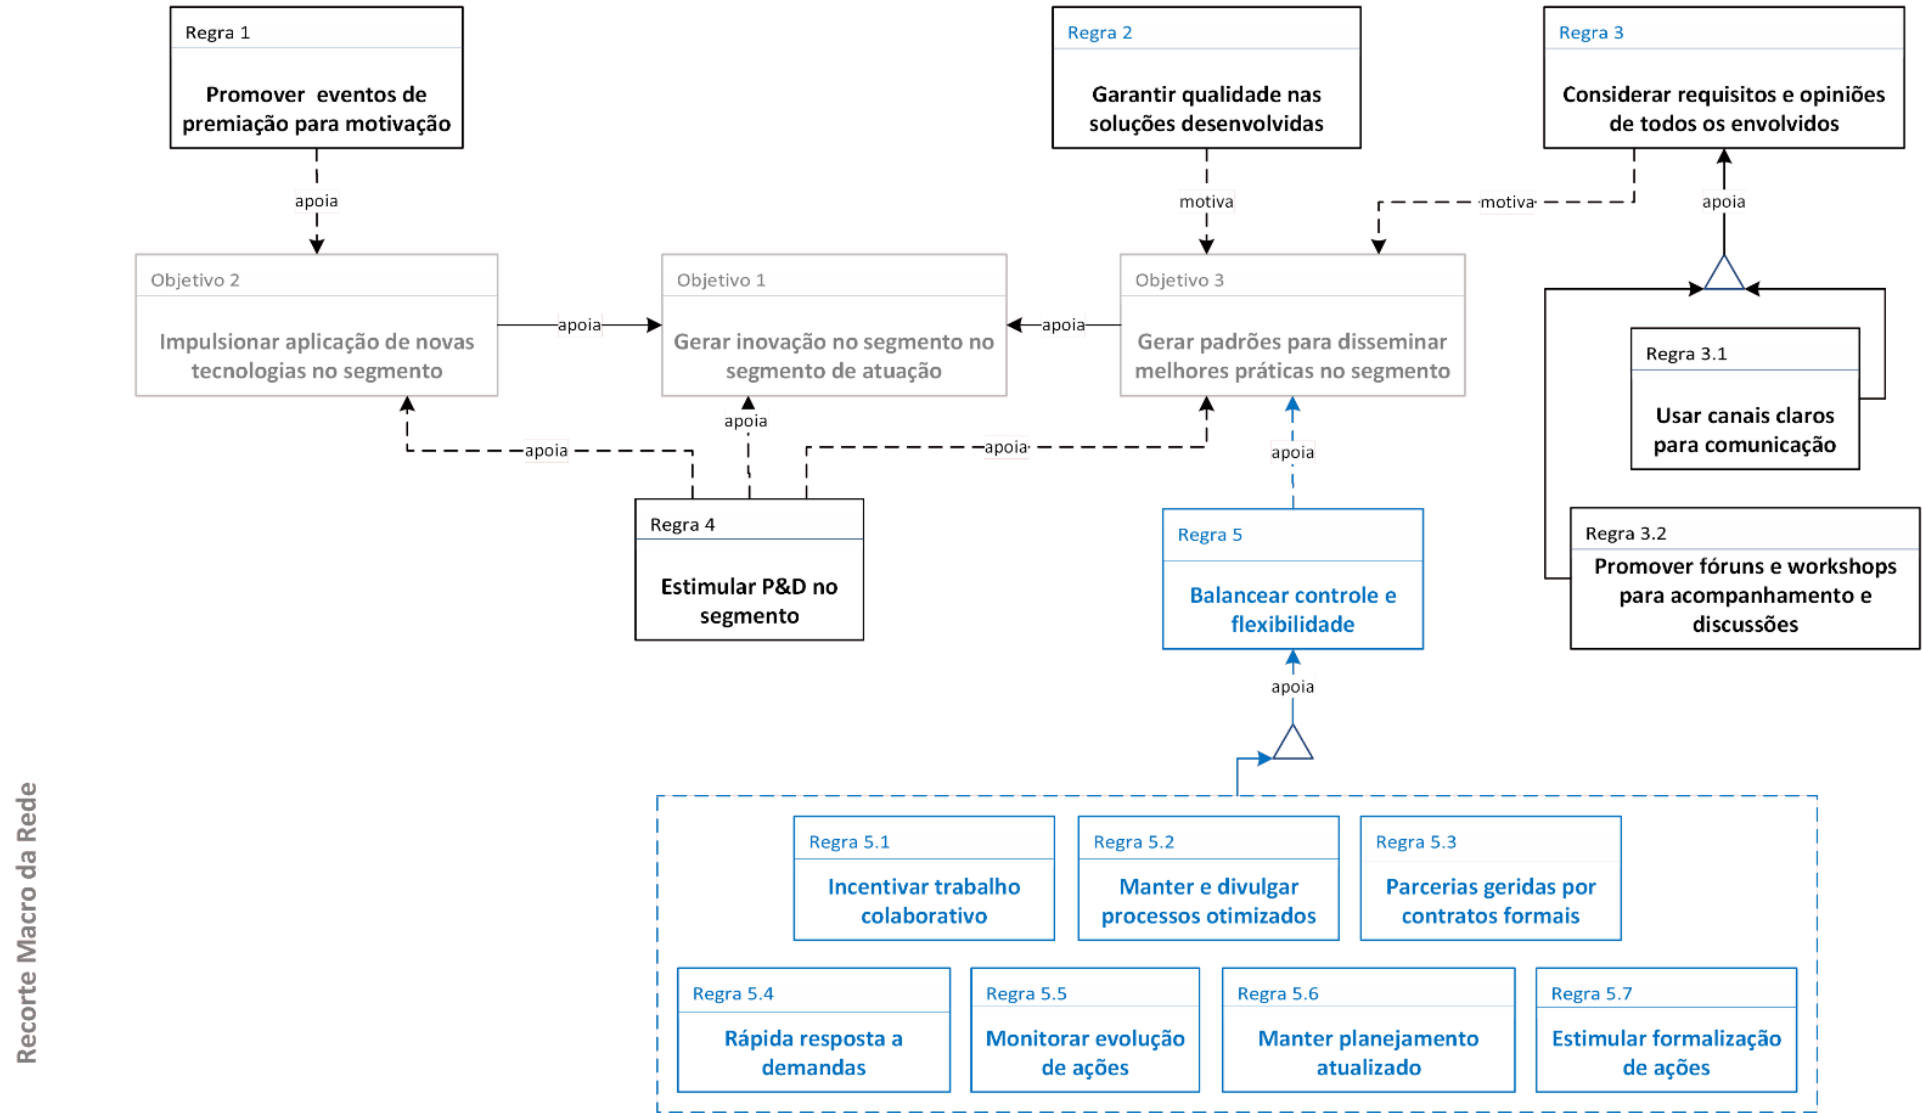 Regra 1
Promover eventos de
premiação para motivação
Regra 2
Garantir qualidade nas
soluções desenvolvidas
Regra 3
Considerar requisitos e opiniões
de todos os envolvidos
apoia
motiva
motiva
apoia
Objetivo 2
Impulsionar aplicação de novas
tecnologias no segmento
apoia
Objetivo 1
Gerar inovação no segmento no
segmento de atuação
apoia
Objetivo 3
Gerar padrões para disseminar
melhores práticas no segmento
Regra 3.1
Usar canais claros
para comunicação
apoia
apoia
apoia
apoia
Regra 4
Estimular P&D no
segmento
Regra 5
Balancear controle e
flexibilidade
Regra 3.2
Promover fóruns e workshops
para acompanhamento e
discussões
apoia
Recorte Macro da Rede
Regra 5.1
Incentivar trabalho
colaborativo
Regra 5.2
Manter e divulgar
processos otimizados
Regra 5.3
Parcerias geridas por
contratos formais
Regra 5.4
Rápida resposta a
demandas
Regra 5.5
Monitorar evolução
de ações
Regra 5.6
Manter planejamento
atualizado
Regra 5.7
Estimular formalização
de ações